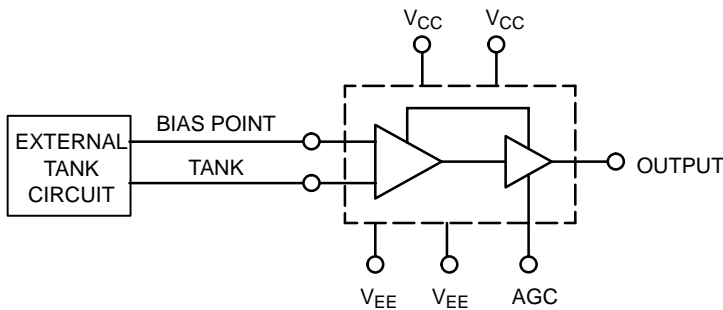 VCC VCC
BIAS POINT
EXTERNAL
TANK
CIRCUIT
TANK
OUTPUT
VEE VEE AGC